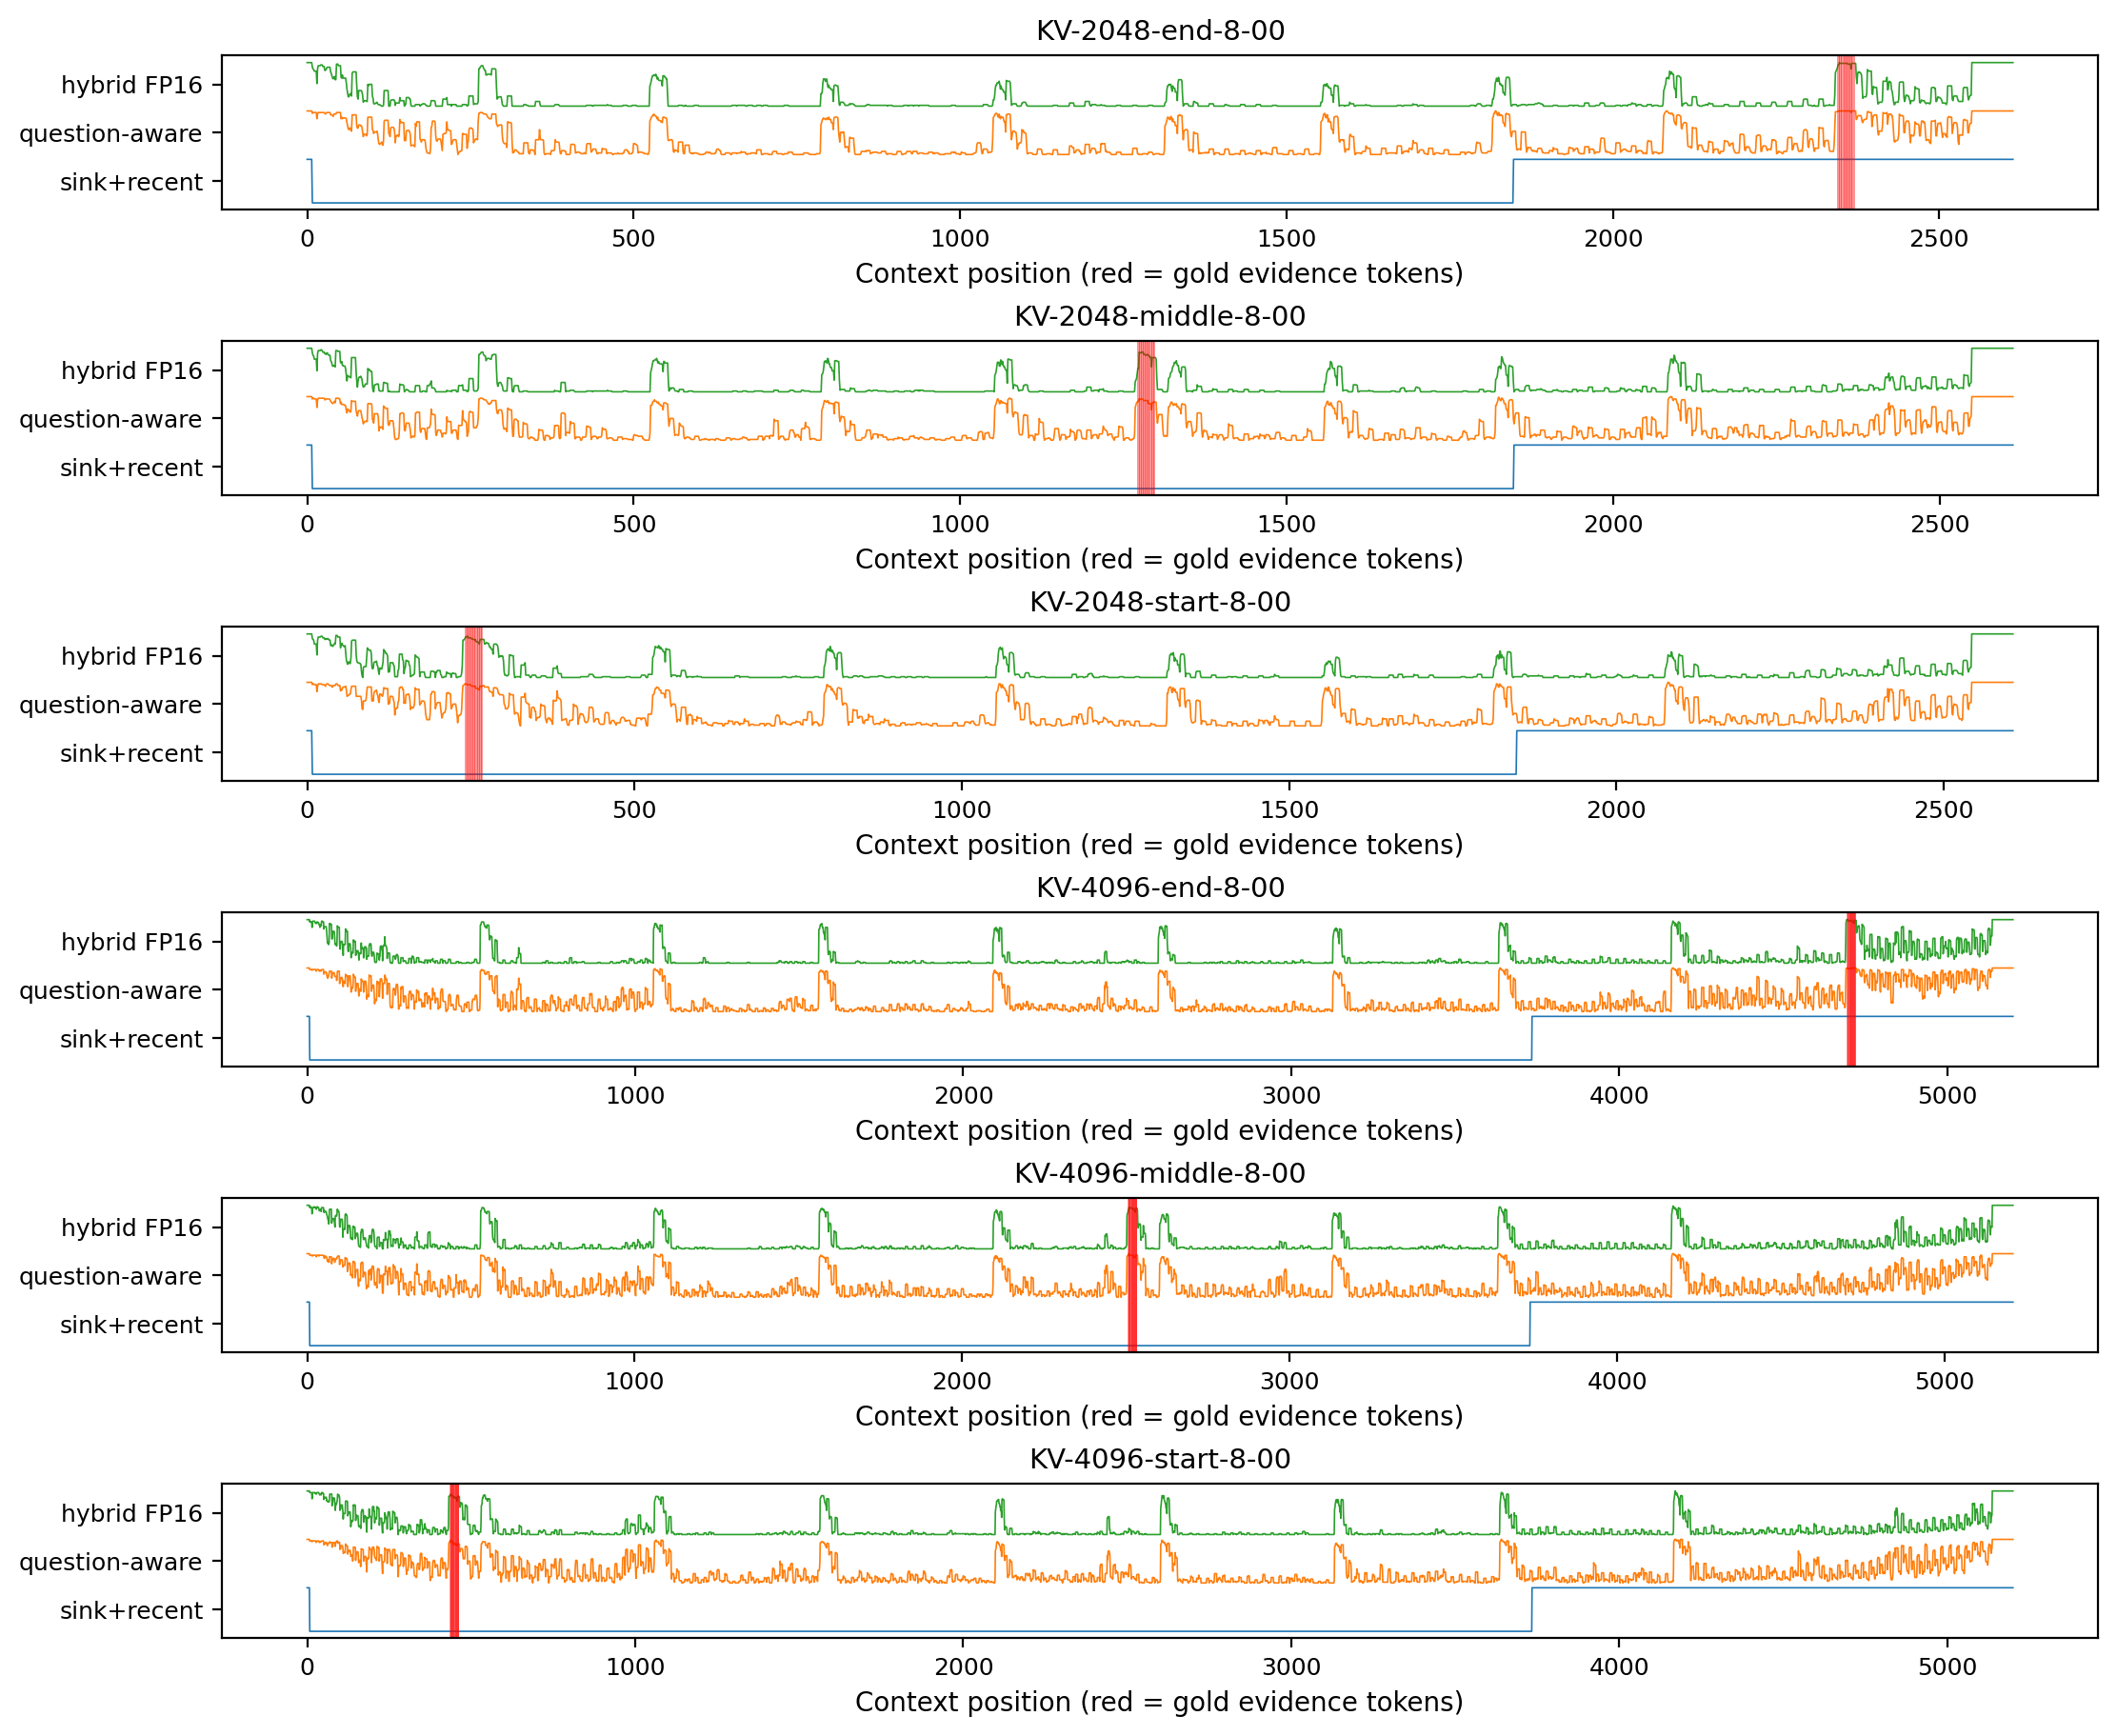 KV-2048-end-8-00
hybrid FP16
question-aware
sink+recent
0 500 1000 1500 2000 2500
Context position (red = gold evidence tokens)
KV-2048-middle-8-00
hybrid FP16
question-aware
sink+recent
0 500 1000 1500 2000 2500
Context position (red = gold evidence tokens)
KV-2048-start-8-00
hybrid FP16
question-aware
sink+recent
0 500 1000 1500 2000 2500
Context position (red = gold evidence tokens)
KV-4096-end-8-00
hybrid FP16
question-aware
sink+recent
0 1000 2000 3000 4000 5000
Context position (red = gold evidence tokens)
KV-4096-middle-8-00
hybrid FP16
question-aware
sink+recent
0 1000 2000 3000 4000 5000
Context position (red = gold evidence tokens)
KV-4096-start-8-00
hybrid FP16
question-aware
sink+recent
0 1000 2000 3000 4000 5000
Context position (red = gold evidence tokens)